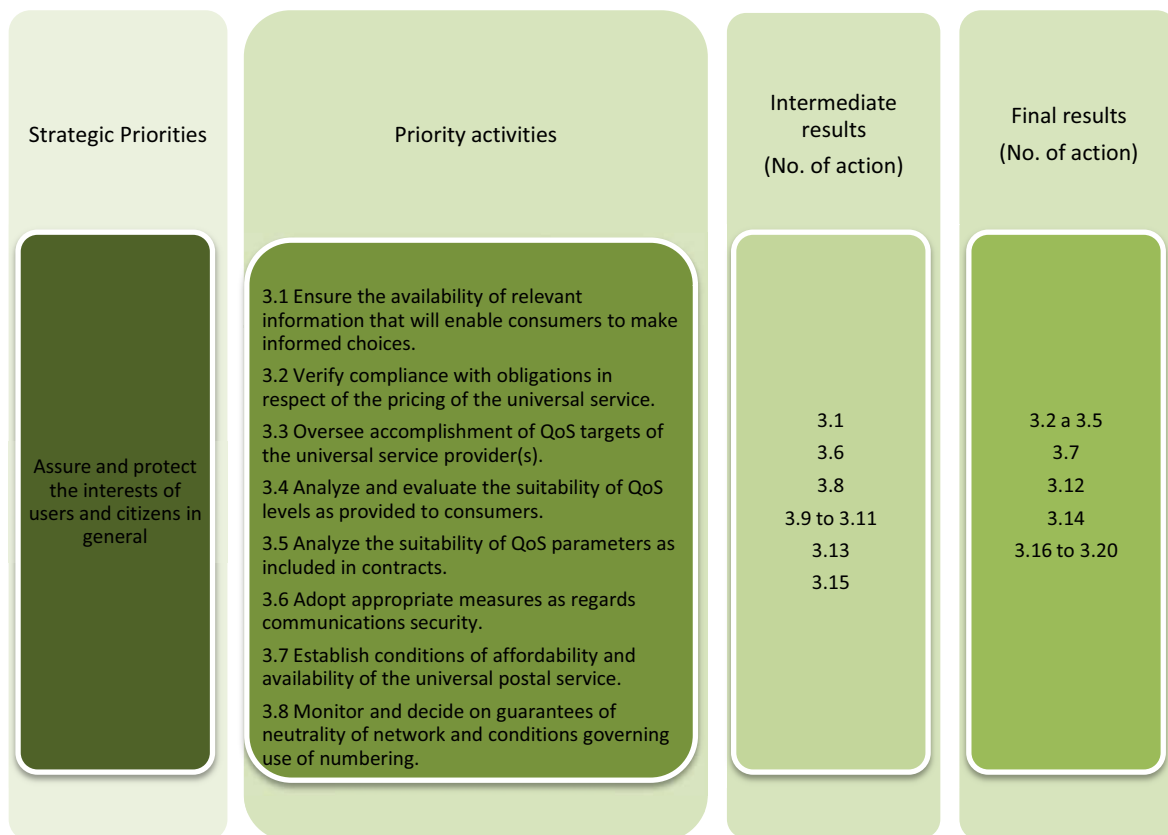 Strategic Priorities
Priority activities
Intermediate
results
(No. of action)
Final results
(No. of action)
Assure and protect
the interests of
users and citizens in
general
3.1 Ensure the availability of relevant
information that will enable consumers to make
informed choices.
3.2 Verify compliance with obligations in
respect of the pricing of the universal service.
3.3 Oversee accomplishment of QoS targets of
the universal service provider(s).
3.4 Analyze and evaluate the suitability of QoS
levels as provided to consumers.
3.5 Analyze the suitability of QoS parameters as
included in contracts.
3.6 Adopt appropriate measures as regards
communications security.
3.7 Establish conditions of affordability and
availability of the universal postal service.
3.8 Monitor and decide on guarantees of
neutrality of network and conditions governing
use of numbering.
3.1
3.6
3.8
3.9 to 3.11
3.13
3.15
3.2 a 3.5
3.7
3.12
3.14
3.16 to 3.20